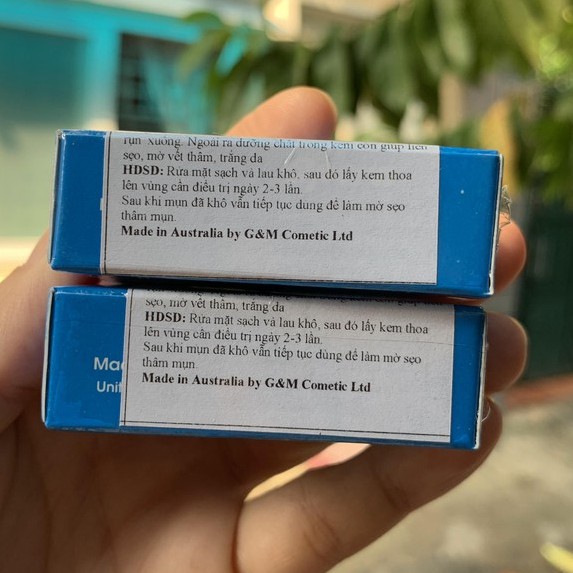 rụn xuống. Ngoài ra dưỡng chất trong kem còn giúp liền
sẹo, mờ vết thâm, trắng da
HDSD: Rửa mặt sạch và lau khô, sau đó lấy kem thoa
lên vùng cần điều trị ngày 2-3 lần.
Sau khi mụn đã khô vẫn tiếp tục dùng để làm mờ sẹo
thâm mụn.
Made in Australia by G&M Cometic Ltd
sẹo, mờ vết thâm, trắng da
HDSD: Rửa mặt sạch và lau khô, sau đó lấy kem thoa
lên vùng cần điều trị ngày 2-3 lần.
Sau khi mụn đã khô vẫn tiếp tục dùng để làm mờ sẹo
thâm mụn.
Made in Australia by G&M Cometic Ltd
Mad
Unit